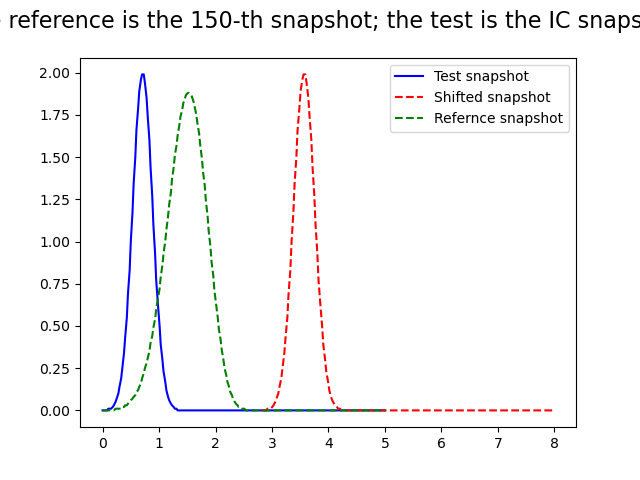 reference is the 150-th snapshot; the test is the IC snaps
Test snapshot
Shifted snapshot
Refernce snapshot
2.00
1.75
1.50
1.25
1.00
0.75
0.50
0.25
0.00
0 1 2 3 4 5 6 7 8